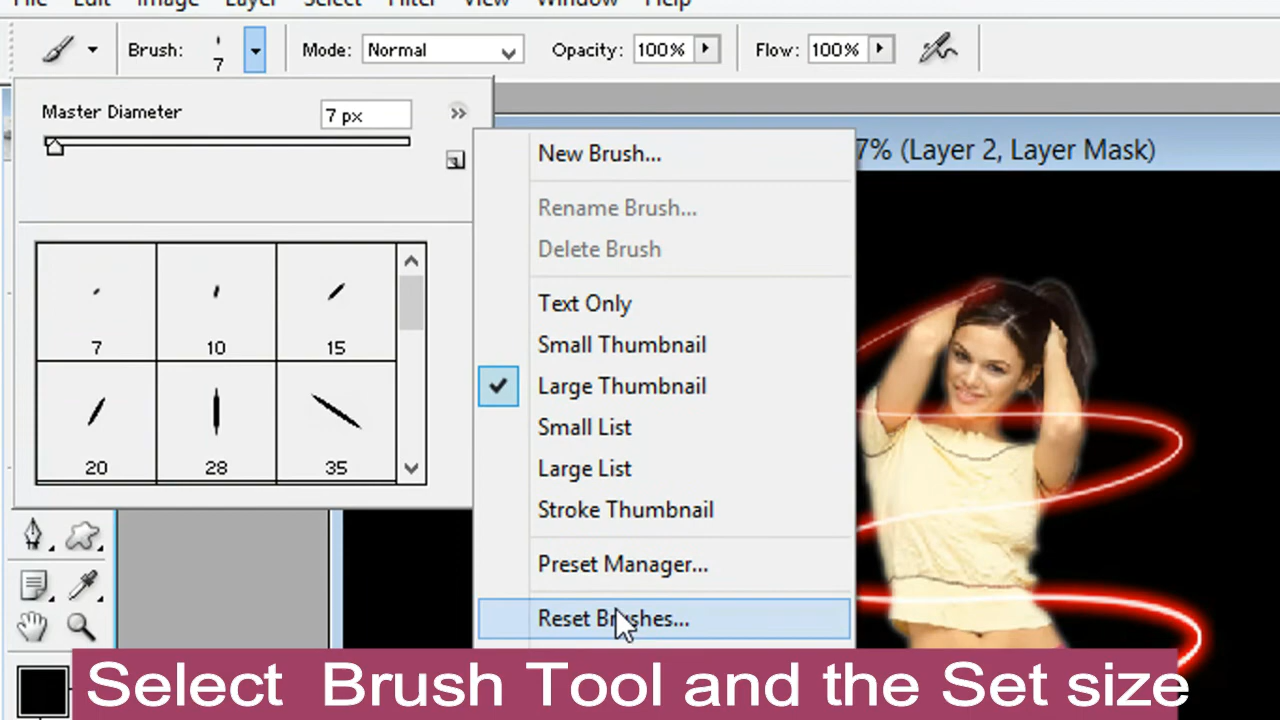 File Edit Image Layer Select Filter View Window Help
Brush: 7 Mode: Normal Opacity: 100% Flow: 100%
Master Diameter 7 px
7 10 15
20 28 35
New Brush...
Rename Brush...
Delete Brush
Text Only
Small Thumbnail
Large Thumbnail
Small List
Large List
Stroke Thumbnail
Preset Manager...
Reset Brushes...
7% (Layer 2, Layer Mask)
Select Brush Tool and the Set size